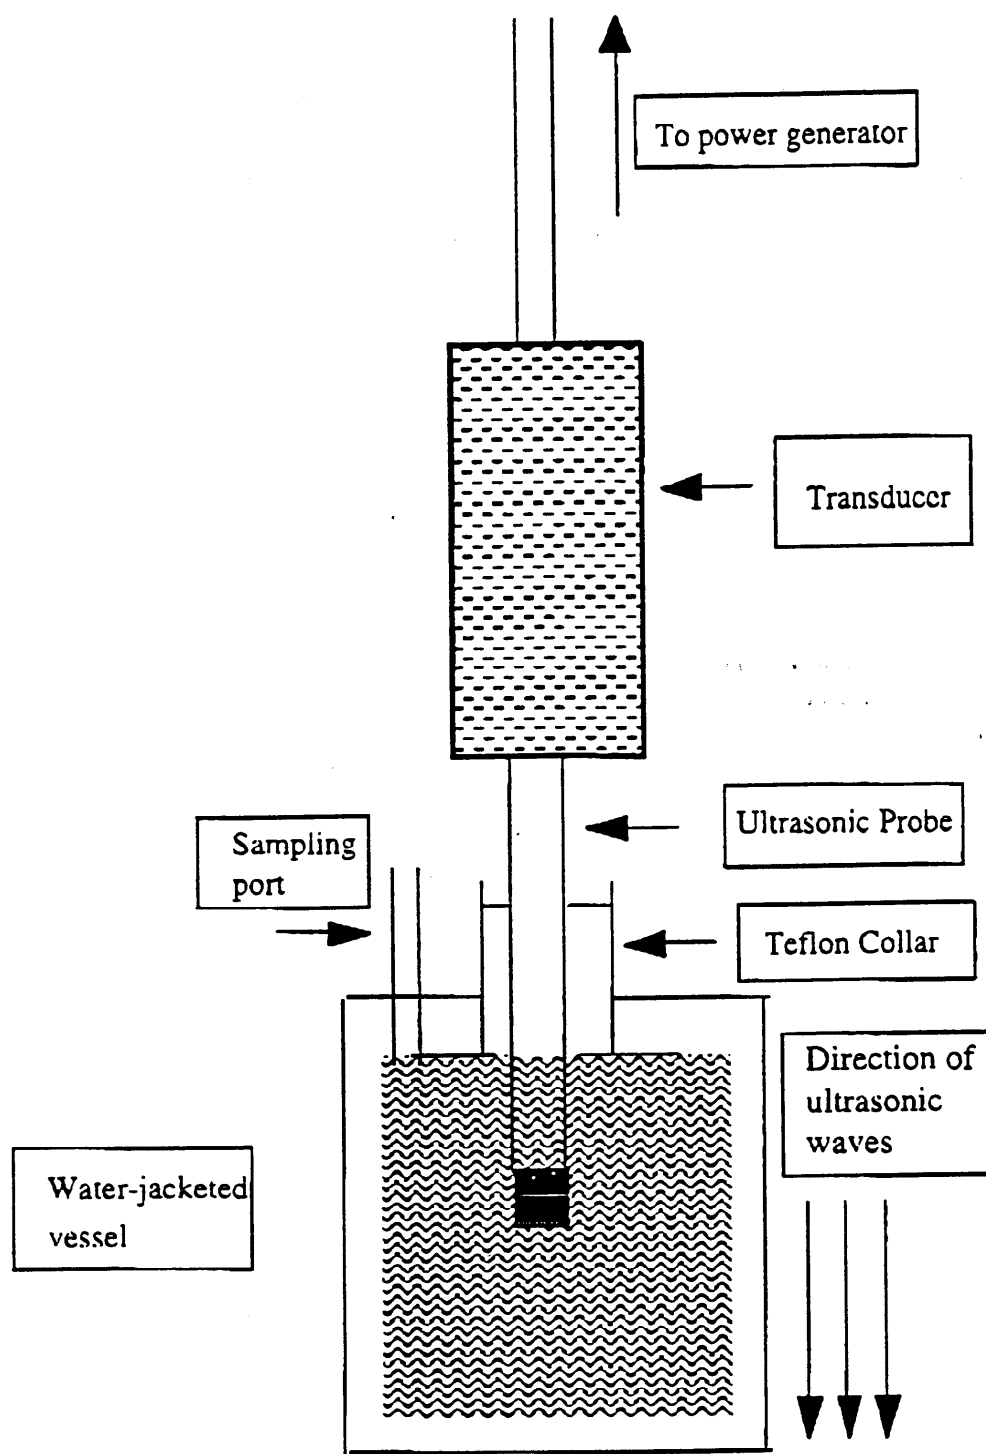 To power generator
Transducer
Ultrasonic Probe
Sampling
port
Teflon Collar
Direction of
ultrasonic
waves
Water-jacketed
vessel